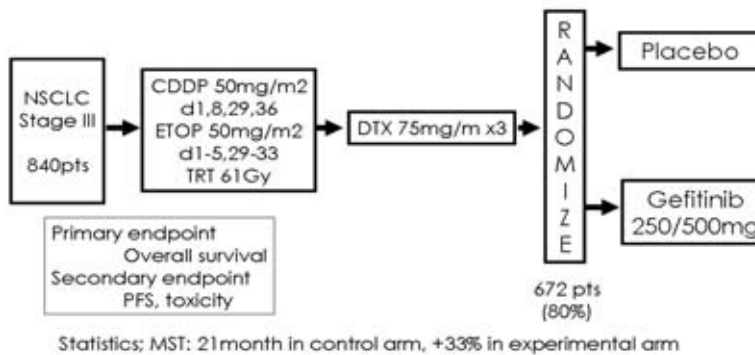 NSCLC
Stage III
840pts
CDDP 50mg/m2
d1,8,29,36
ETOP 50mg/m2
d1-5,29-33
TRT 61Gy
DTX 75mg/m x3
RANDOMIZE
Placebo
Gefitinib
250/500mg
672 pts
(80%)
Primary endpoint
Overall survival
Secondary endpoint
PFS, toxicity
Statistics; MST: 21month in control arm, +33% in experimental arm